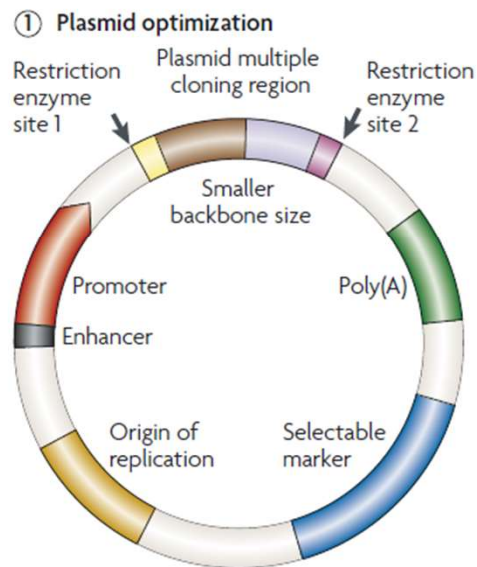 ① Plasmid optimization
Restriction
enzyme
site 1
Plasmid multiple
cloning region
Restriction
enzyme
site 2
Smaller
backbone size
Promoter
Poly(A)
Enhancer
Origin of
replication
Selectable
marker